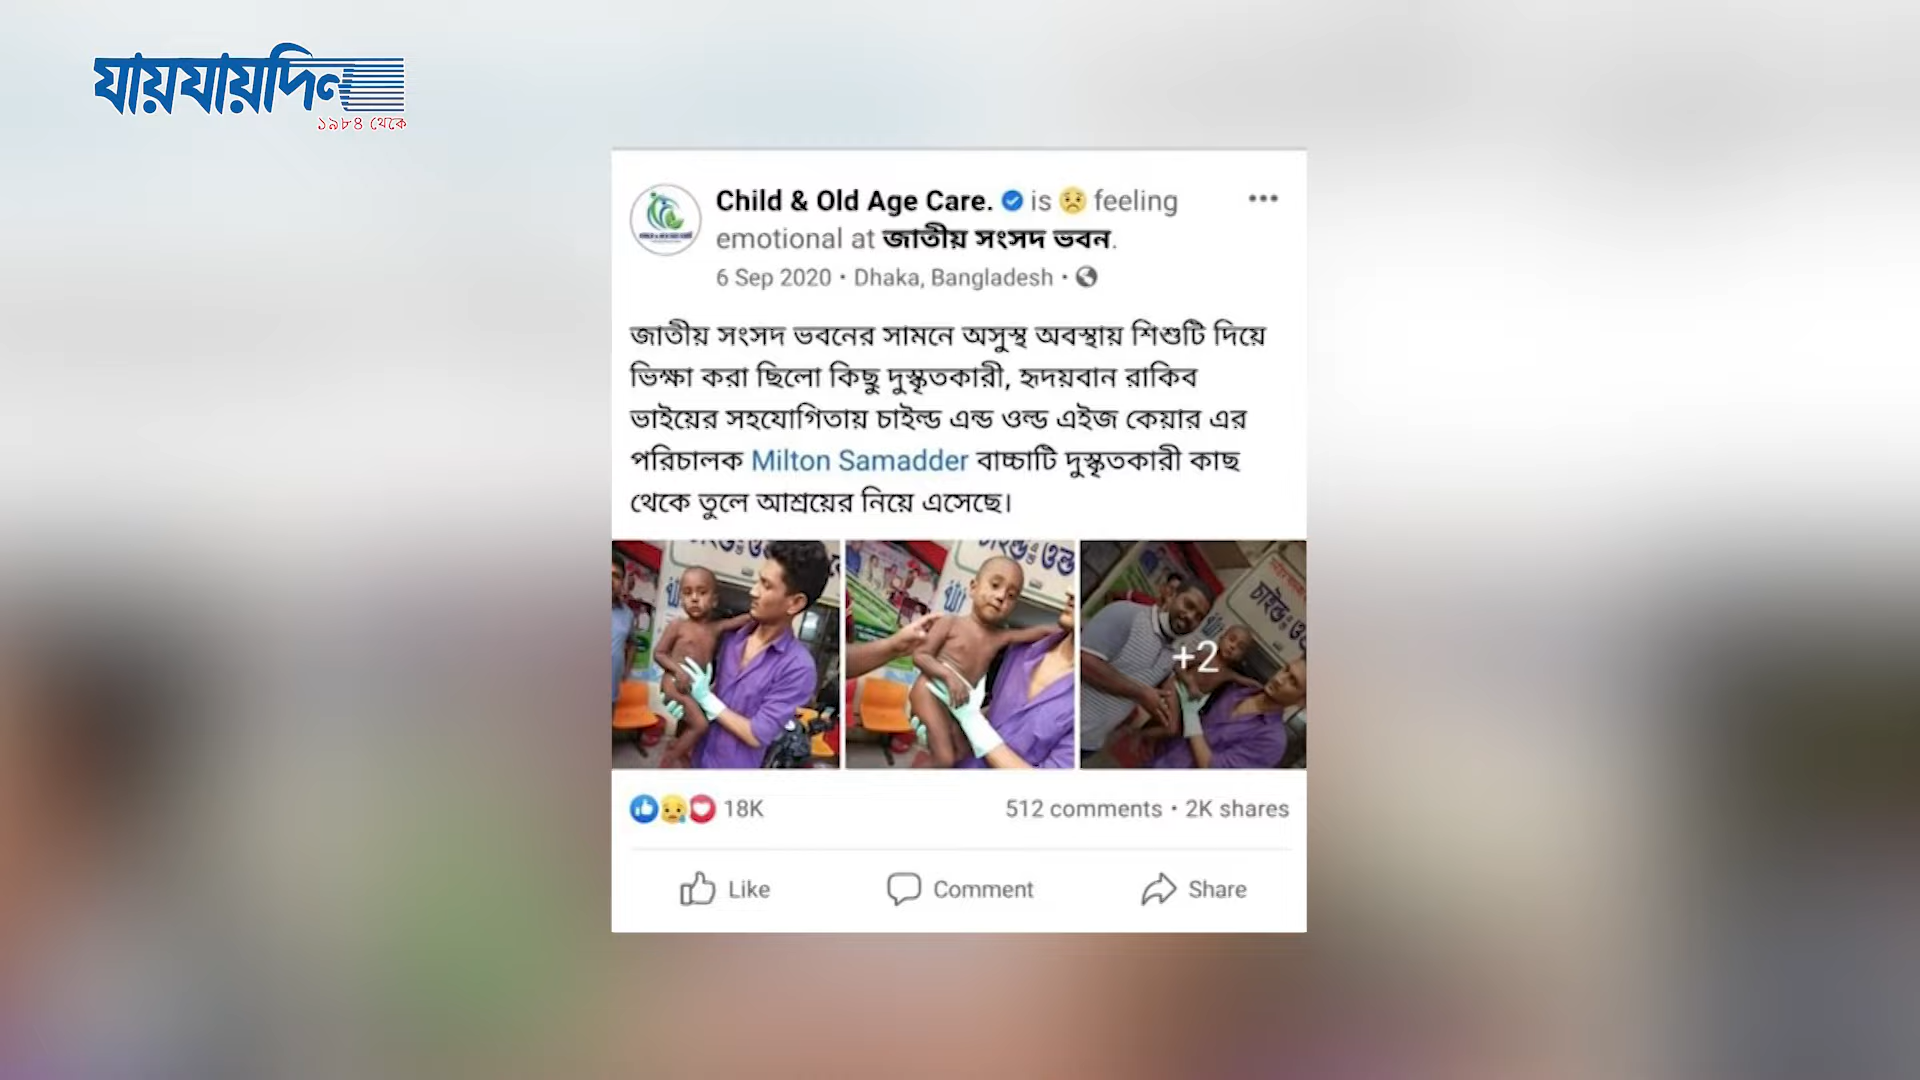 যায়যায়দিন
১৯৮৪ থেকে
Child & Old Age Care. is 😟 feeling
emotional at জাতীয় সংসদ ভবন.
6 Sep 2020 • Dhaka, Bangladesh •
জাতীয় সংসদ ভবনের সামনে অসুস্থ অবস্থায় শিশুটি দিয়ে
ভিক্ষা করা ছিলো কিছু দুস্কৃতকারী, হৃদয়বান রাকিব
ভাইয়ের সহযোগিতায় চাইল্ড এন্ড ওল্ড এইজ কেয়ার এর
পরিচালক Milton Samadder বাচ্চাটি দুস্কৃতকারী কাছ
থেকে তুলে আশ্রয়ের নিয়ে এসেছে।
+2
18K
512 comments • 2K shares
Like
Comment
Share